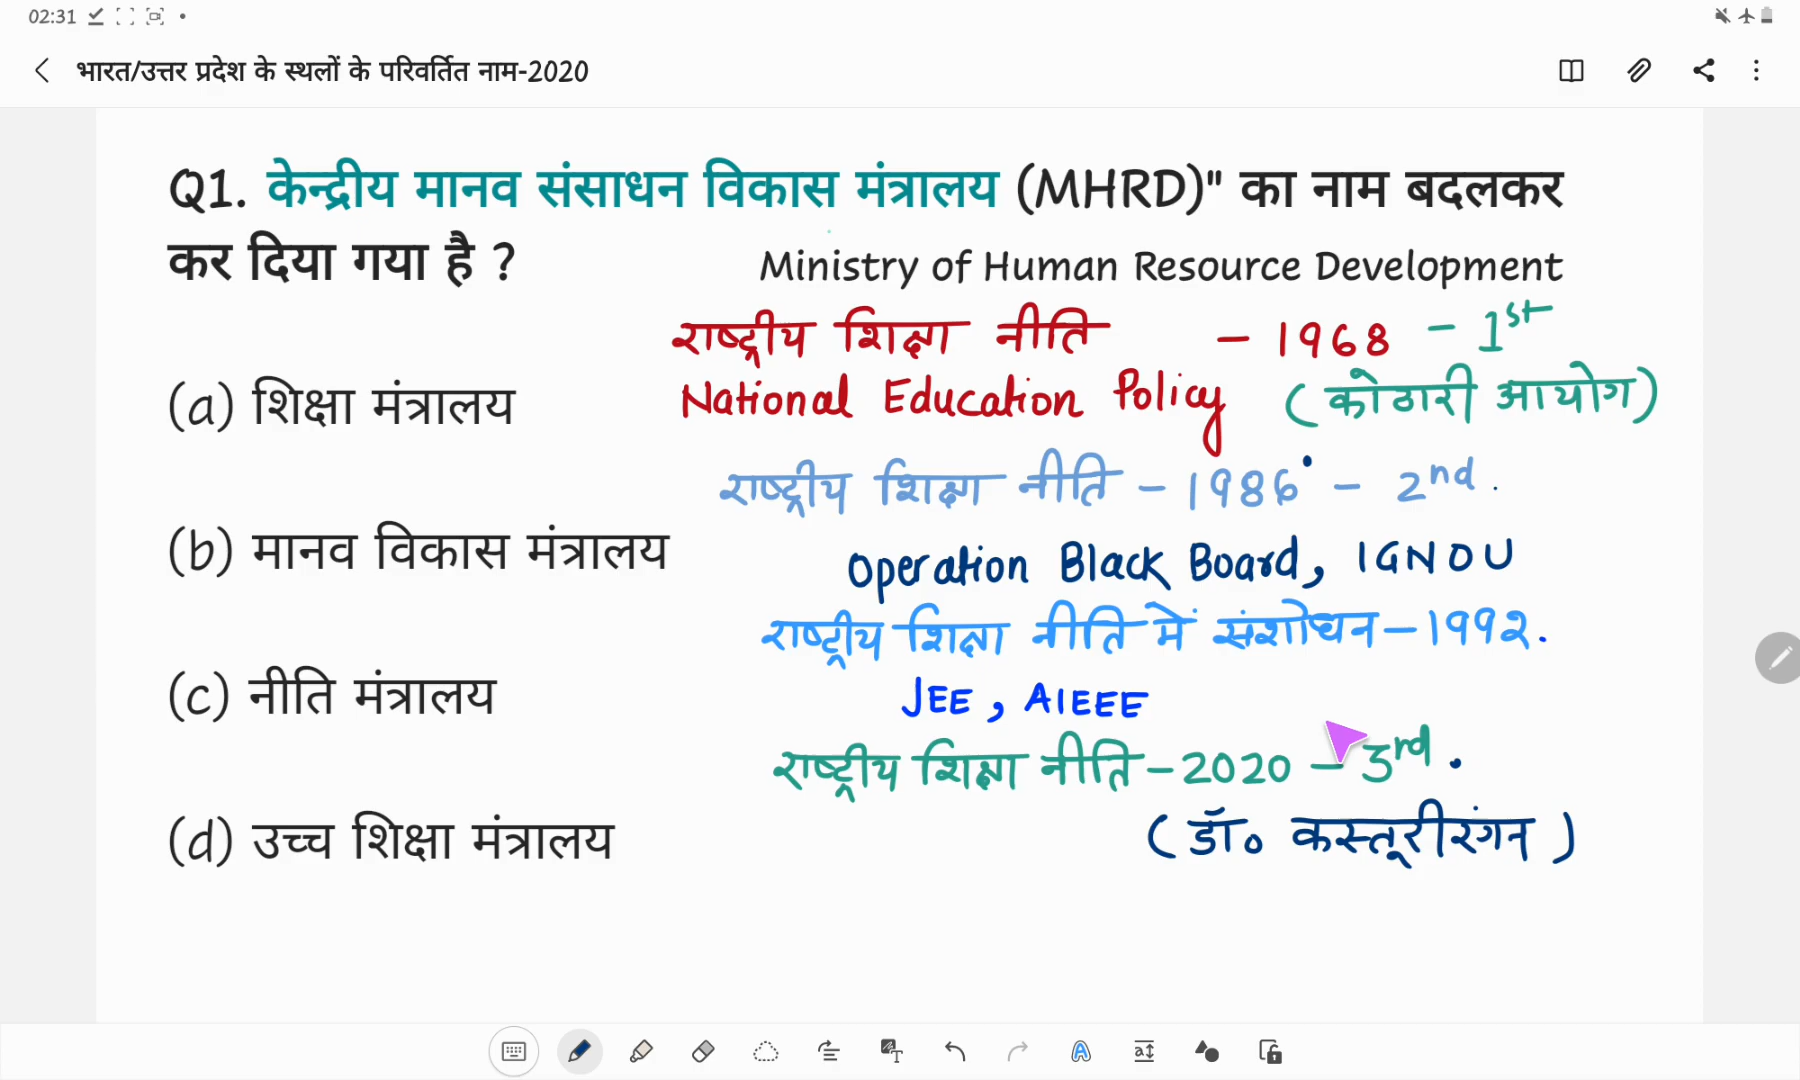 02:31
भारत/उत्तर प्रदेश के स्थलों के परिवर्तित नाम-2020
Q1. केन्द्रीय मानव संसाधन विकास मंत्रालय (MHRD)" का नाम बदलकर
कर दिया गया है ?
Ministry of Human Resource Development
राष्ट्रीय शिक्षा नीति - 1968 - 1st
(a) शिक्षा मंत्रालय
National Education Policy (कोठारी आयोग)
राष्ट्रीय शिक्षा नीति - 1986 - 2nd.
(b) मानव विकास मंत्रालय
Operation Black Board, IGNOU
राष्ट्रीय शिक्षा नीति में संशोधन - 1992.
(c) नीति मंत्रालय
JEE, AIEEE
राष्ट्रीय शिक्षा नीति - 2020 - 3rd.
(d) उच्च शिक्षा मंत्रालय
(डॉ० कस्तूरीरंगन)